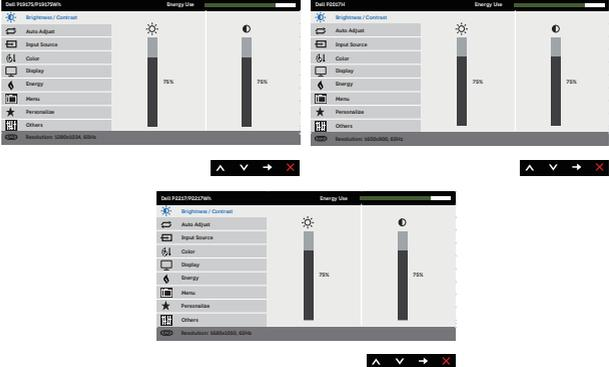 Dell P1917S/P1917SWh Energy Use
Brightness / Contrast
Auto Adjust
Input Source
Color
Display
Energy
Menu
Personalize
Others
75% 75%
Resolution: 1280x1024, 60Hz
Dell P2017H Energy Use
Brightness / Contrast
Auto Adjust
Input Source
Color
Display
Energy
Menu
Personalize
Others
75% 75%
Resolution: 1600x900, 60Hz
Dell P2217/P2217Wh Energy Use
Brightness / Contrast
Auto Adjust
Input Source
Color
Display
Energy
Menu
Personalize
Others
75% 75%
Resolution: 1680x1050, 60Hz